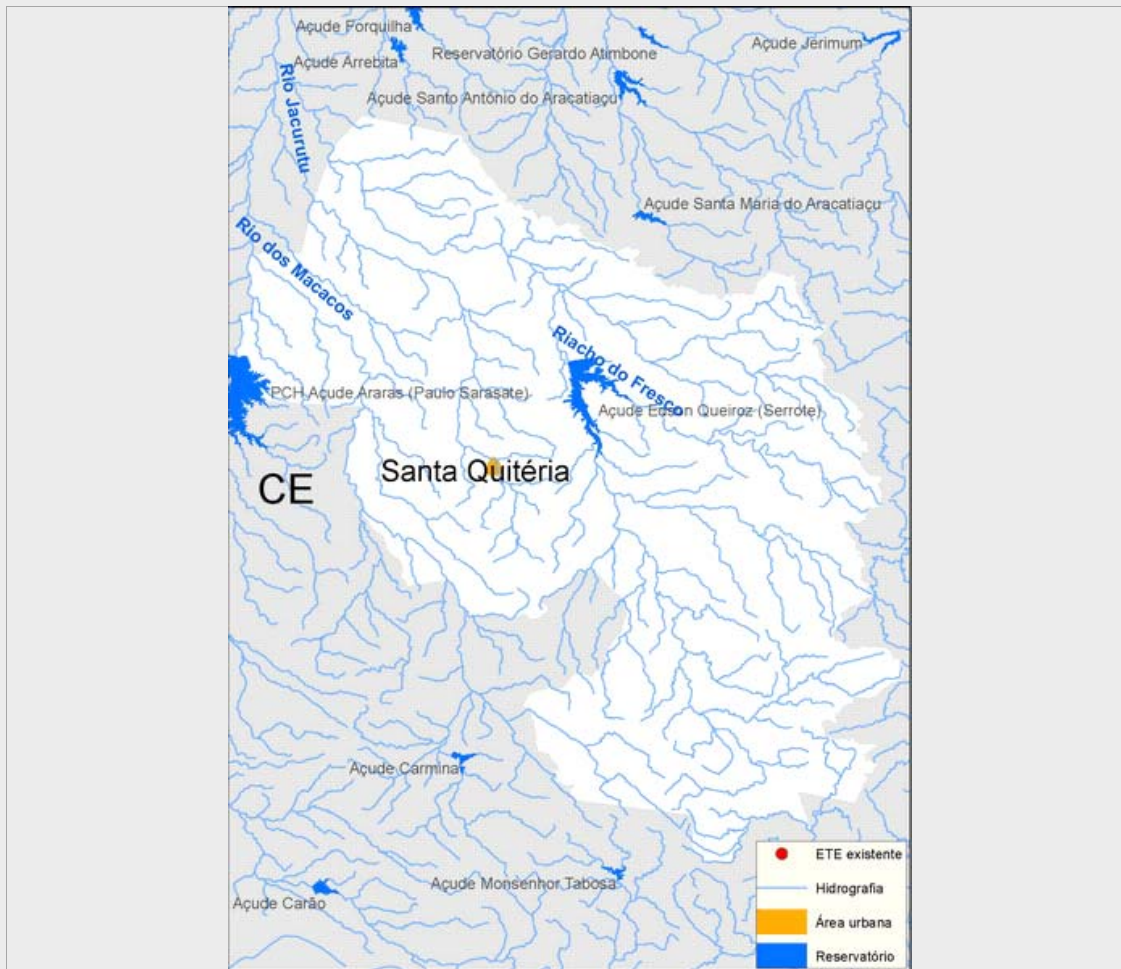 Açude Forquilha
Reservatório Gerardo Atimbone
Açude Jerimum
Açude Arrebita
Rio Jacurutu
Açude Santo Antônio do Aracatiaçu
Açude Santa Maria do Aracatiaçu
Rio dos Macacos
Riacho do Fresco
PCH Açude Araras (Paulo Sarasate)
Açude Edson Queiroz (Serrote)
Santa Quitéria
CE
Açude Carmina
Açude Monsenhor Tabosa
Açude Carão
ETE existente
Hidrografia
Área urbana
Reservatório